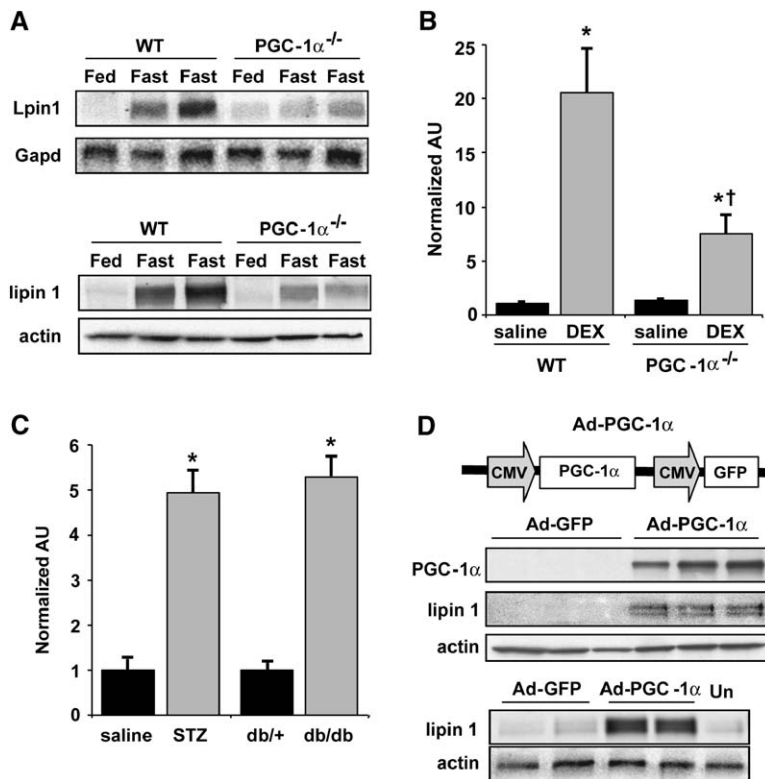 A
WT PGC-1α-/-
Fed Fast Fast Fed Fast Fast
Lpin1
Gapd
WT PGC-1α-/-
Fed Fast Fast Fed Fast Fast
lipin 1
actin
B
Normalized AU
25
20
15
10
5
0
*
*†
saline DEX saline DEX
WT PGC-1α-/-
C
Normalized AU
6
5
4
3
2
1
0
* *
saline STZ db/+ db/db
D
Ad-PGC-1α
CMV PGC-1α CMV GFP
Ad-GFP Ad-PGC-1α
PGC-1α
lipin 1
actin
Ad-GFP Ad-PGC-1α Un
lipin 1
actin